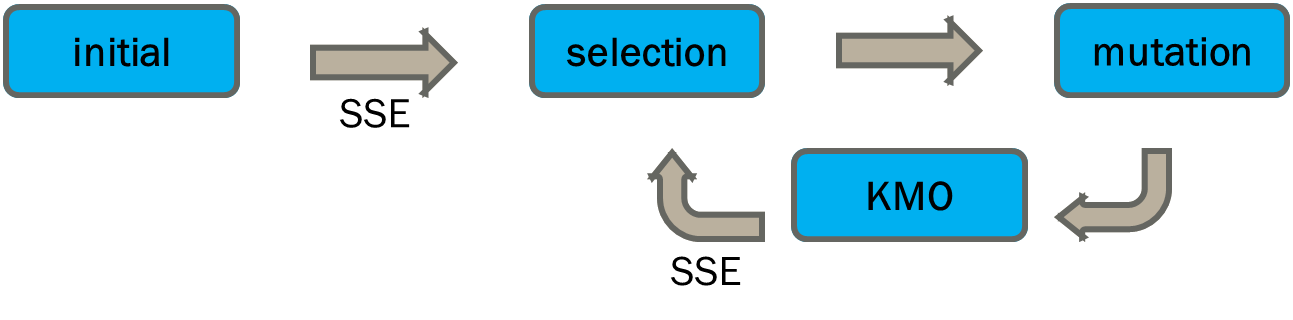 initial
SSE
selection
mutation
KMO
SSE